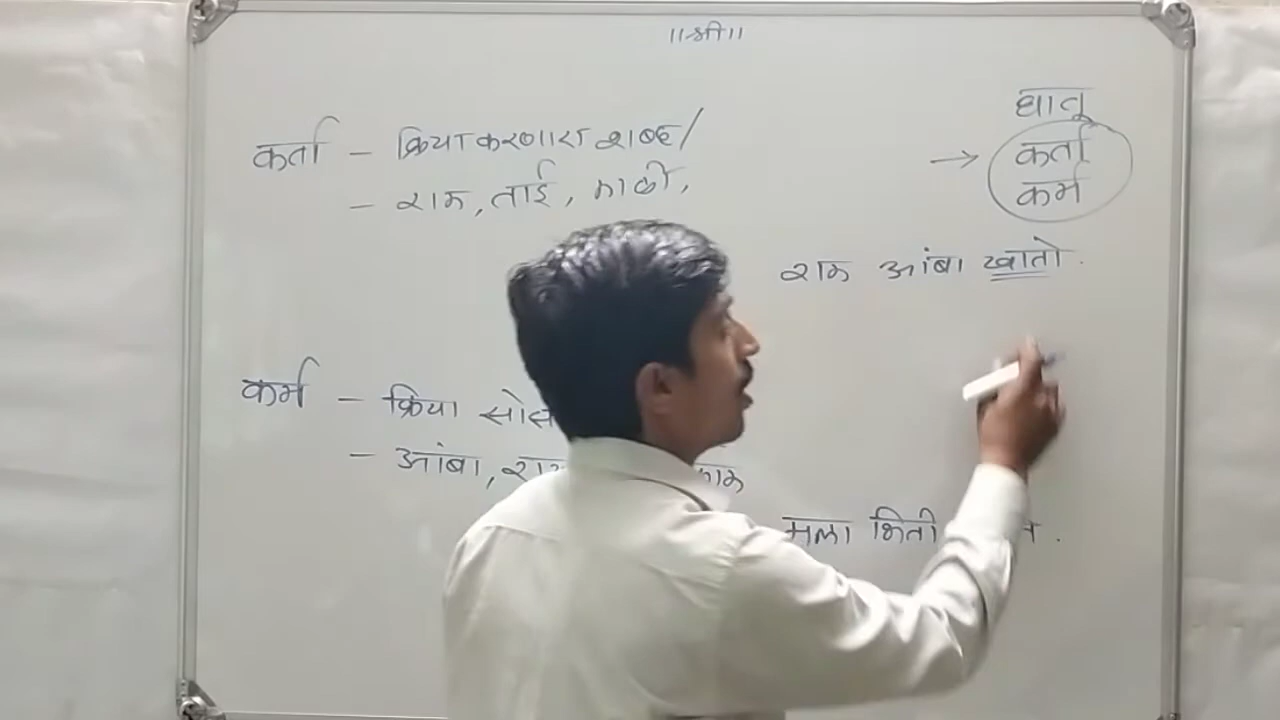 ॥श्री॥
कर्ता – क्रिया करणारा शब्द/
– राम, ताई, माळी,
कर्म – क्रिया
– आंबा,
धातू
→ कर्ता
कर्म
राम आंबा खातो.
मला भिती